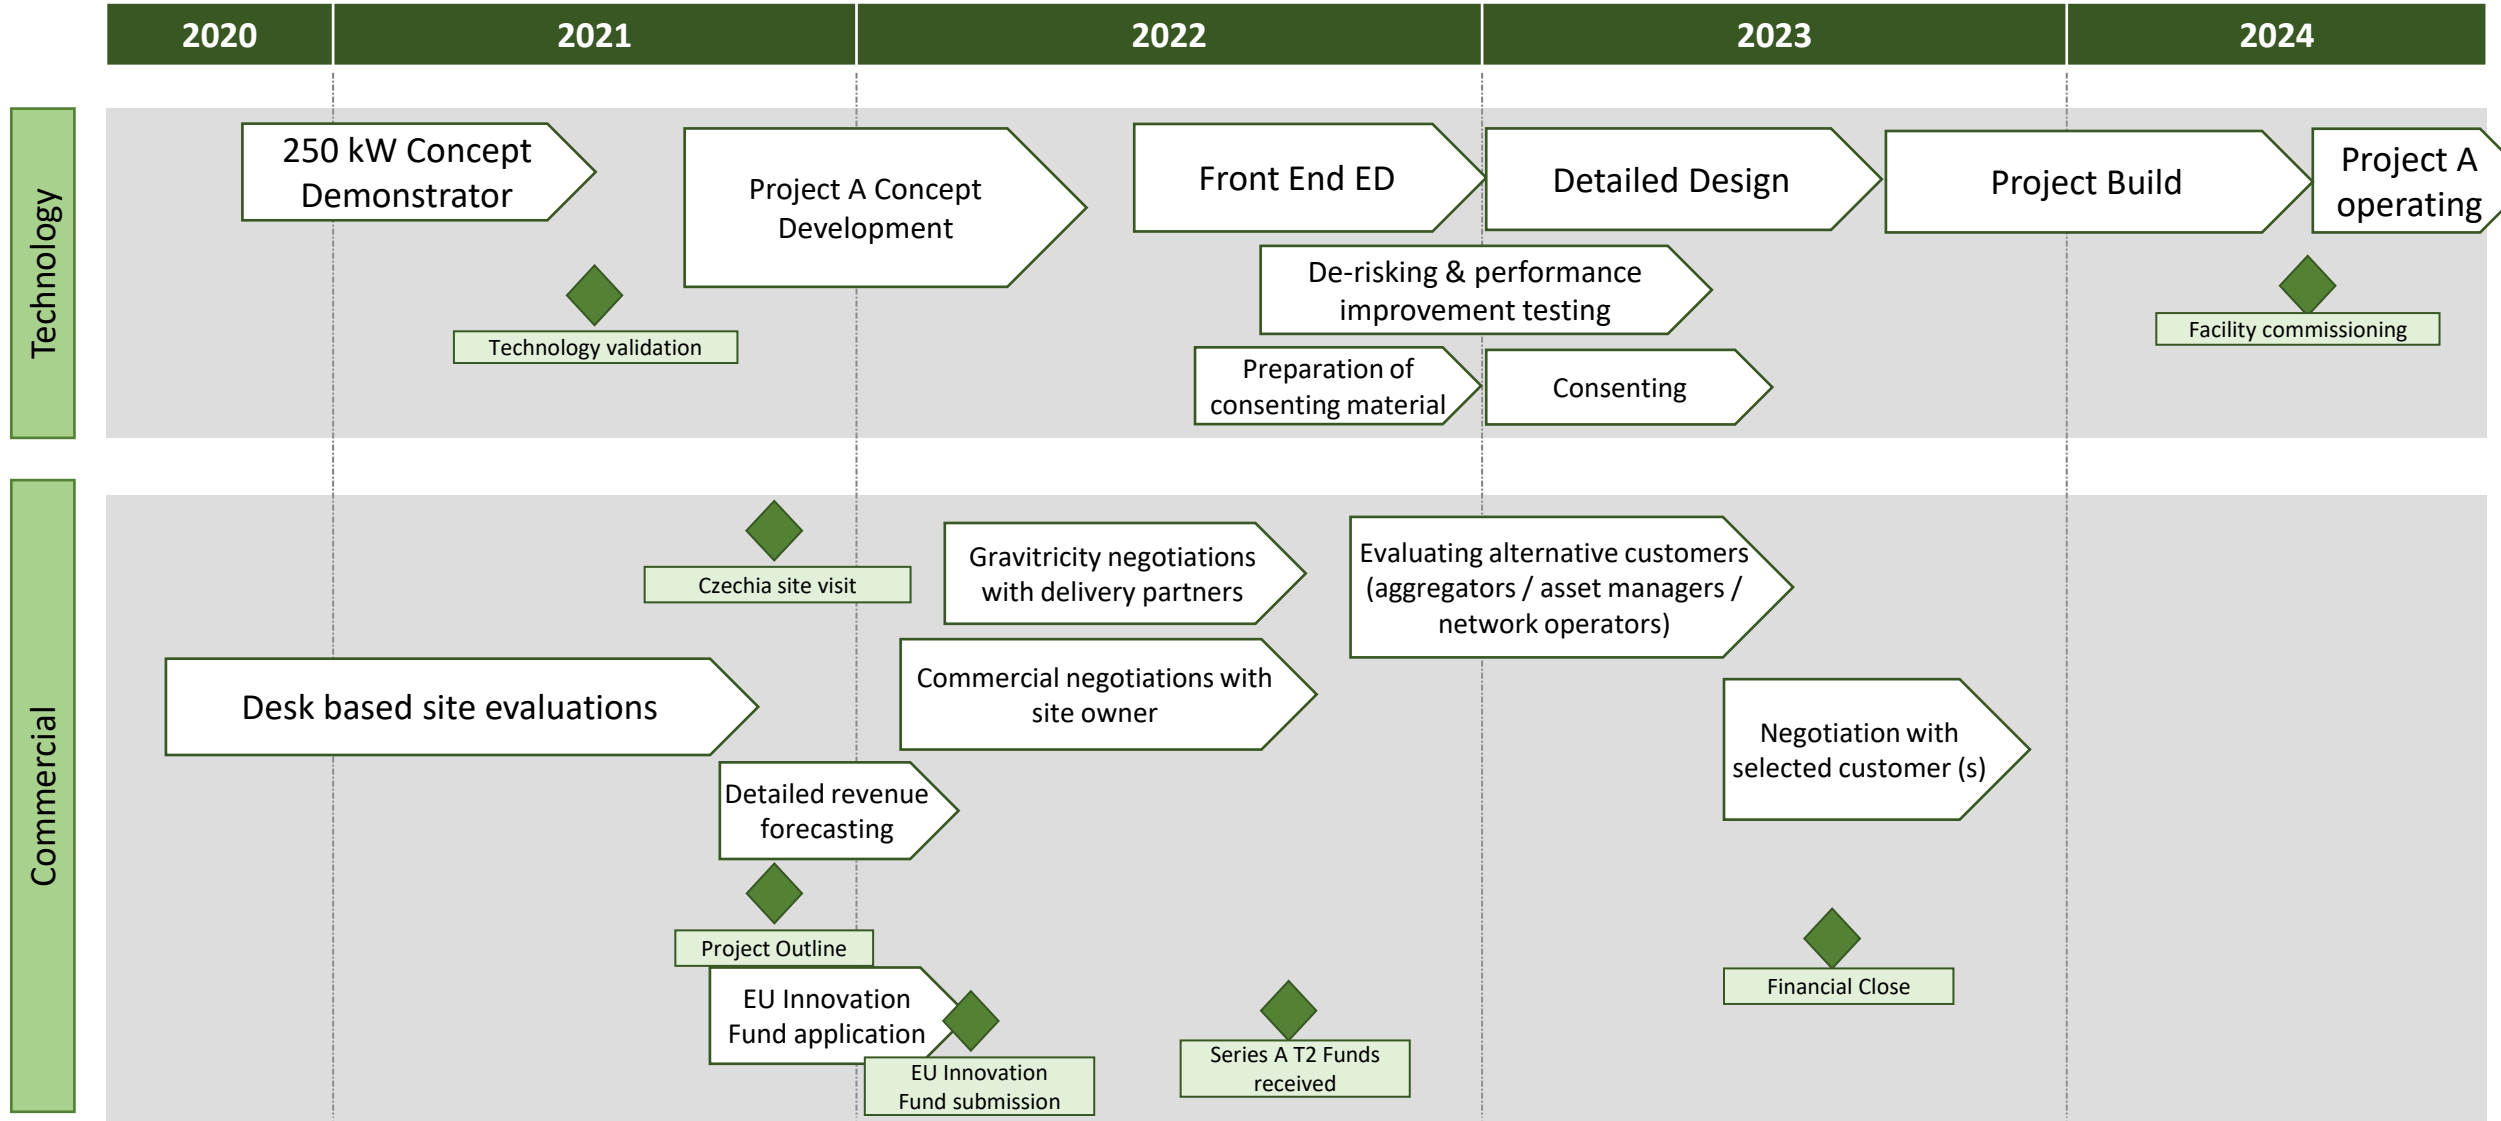 2020
2021
2022
2023
2024
Technology
250 kW Concept
Demonstrator
Project A Concept
Development
Front End ED
Detailed Design
Project Build
Project A
operating
De-risking & performance
improvement testing
Technology validation
Facility commissioning
Preparation of
consenting material
Consenting
Commercial
Czechia site visit
Gravitricity negotiations
with delivery partners
Evaluating alternative customers
(aggregators / asset managers /
network operators)
Desk based site evaluations
Commercial negotiations with
site owner
Negotiation with
selected customer (s)
Detailed revenue
forecasting
Project Outline
Financial Close
EU Innovation
Fund application
EU Innovation
Fund submission
Series A T2 Funds
received